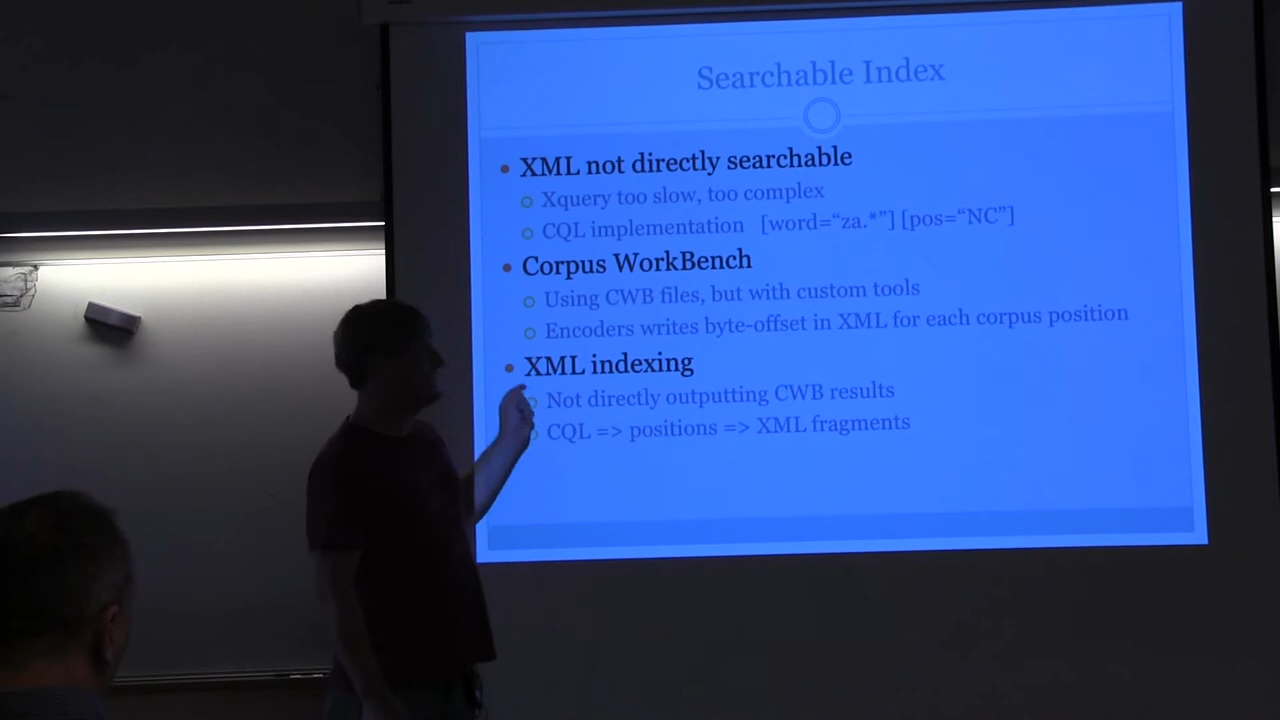 Searchable Index
• XML not directly searchable
○ Xquery too slow, too complex
○ CQL implementation [word=“za.*”] [pos=“NC”]
• Corpus WorkBench
○ Using CWB files, but with custom tools
○ Encoders writes byte-offset in XML for each corpus position
• XML indexing
○ Not directly outputting CWB results
○ CQL => positions => XML fragments